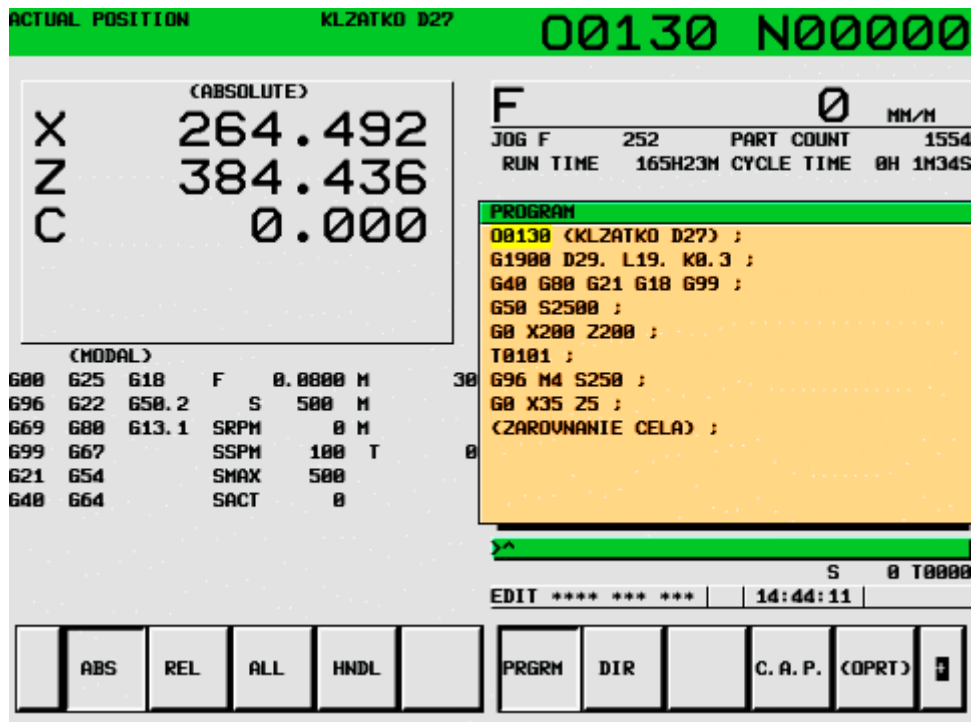 ACTUAL POSITION KLZATKO D27 O0130 N00000
(ABSOLUTE)
X 264.492
Z 384.436
C 0.000
F 0 MM/M
JOG F 252 PART COUNT 1554
RUN TIME 165H23M CYCLE TIME 0H 1M34S
(MODAL)
G00 G25 G18 F 0.0800 M 30
G96 G22 G50.2 S 500 M
G69 G80 G13.1 SRPM 0 M
G99 G67 SSPM 100 T 0
G21 G54 SMAX 500
G40 G64 SACT 0
PROGRAM
O0130 (KLZATKO D27) ;
G1900 D29. L19. K0.3 ;
G40 G80 G21 G18 G99 ;
G50 S2500 ;
G0 X200 Z200 ;
T0101 ;
G96 M4 S250 ;
G0 X35 Z5 ;
(ZAROVNANIE CELA) ;
>^
S 0 T0000
EDIT **** *** *** 14:44:11
ABS REL ALL HNDL PRGRM DIR C.A.P. (OPRT) +